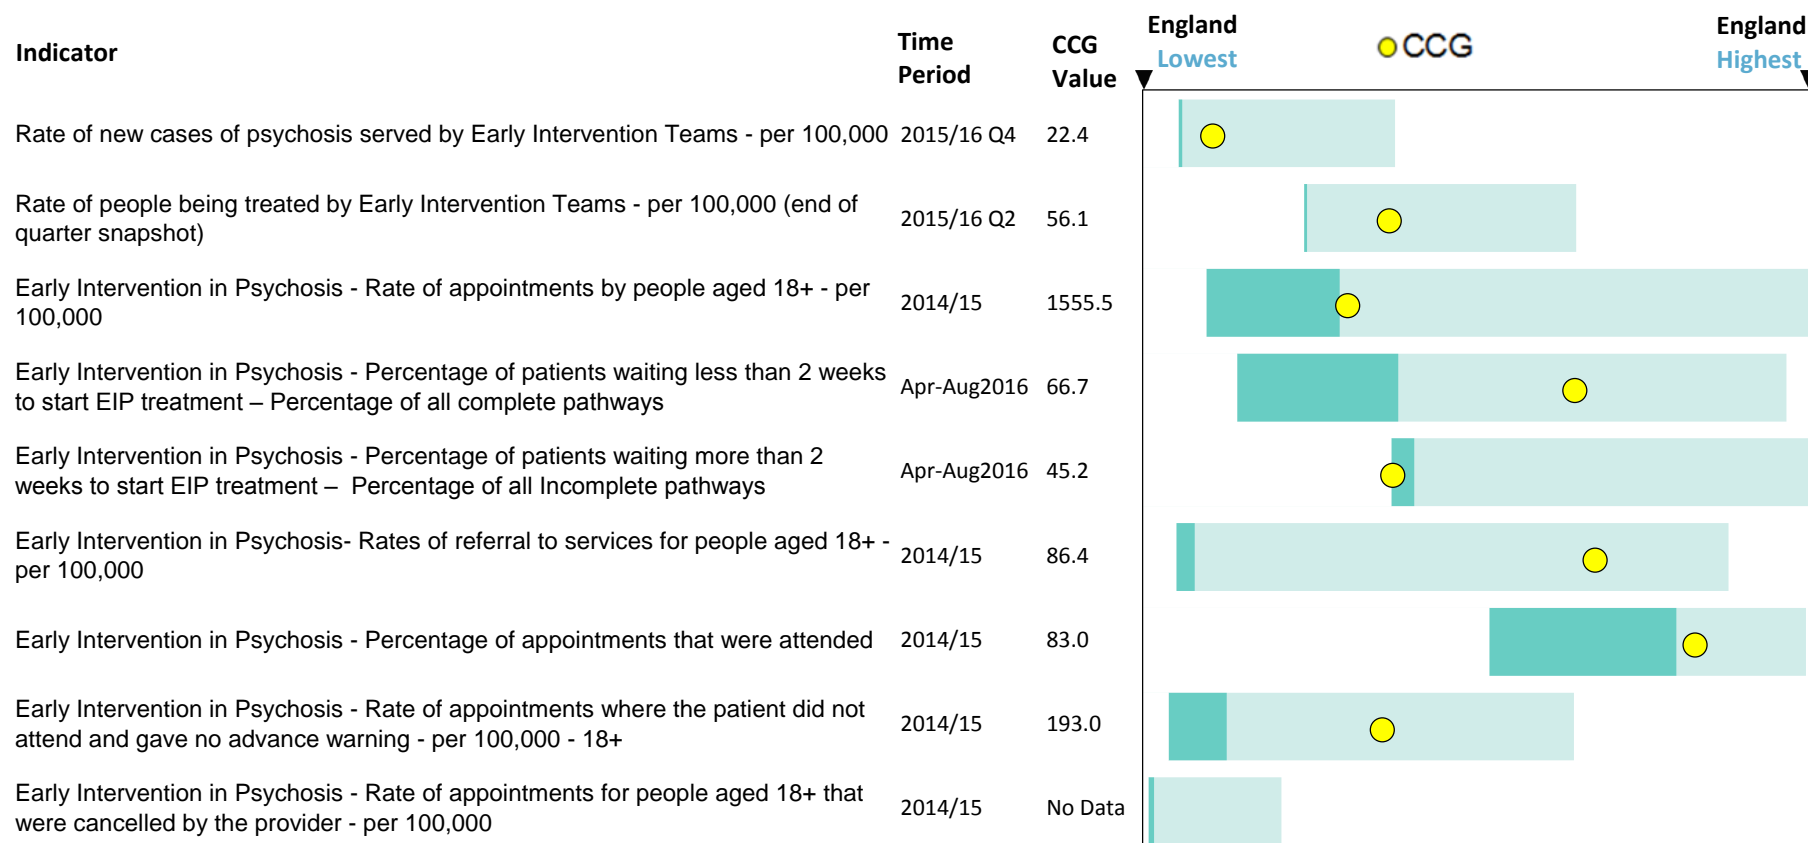 Indicator
Time
Period
CCG
Value
England
Lowest
CCG
England
Highest
Rate of new cases of psychosis served by Early Intervention Teams - per 100,000 2015/16 Q4 22.4
Rate of people being treated by Early Intervention Teams - per 100,000 (end of
quarter snapshot)
2015/16 Q2 56.1
Early Intervention in Psychosis - Rate of appointments by people aged 18+ - per
100,000
2014/15 1555.5
Early Intervention in Psychosis - Percentage of patients waiting less than 2 weeks
to start EIP treatment – Percentage of all complete pathways
Apr-Aug2016 66.7
Early Intervention in Psychosis - Percentage of patients waiting more than 2
weeks to start EIP treatment – Percentage of all Incomplete pathways
Apr-Aug2016 45.2
Early Intervention in Psychosis- Rates of referral to services for people aged 18+ -
per 100,000
2014/15 86.4
Early Intervention in Psychosis - Percentage of appointments that were attended 2014/15 83.0
Early Intervention in Psychosis - Rate of appointments where the patient did not
attend and gave no advance warning - per 100,000 - 18+
2014/15 193.0
Early Intervention in Psychosis - Rate of appointments for people aged 18+ that
were cancelled by the provider - per 100,000
2014/15 No Data